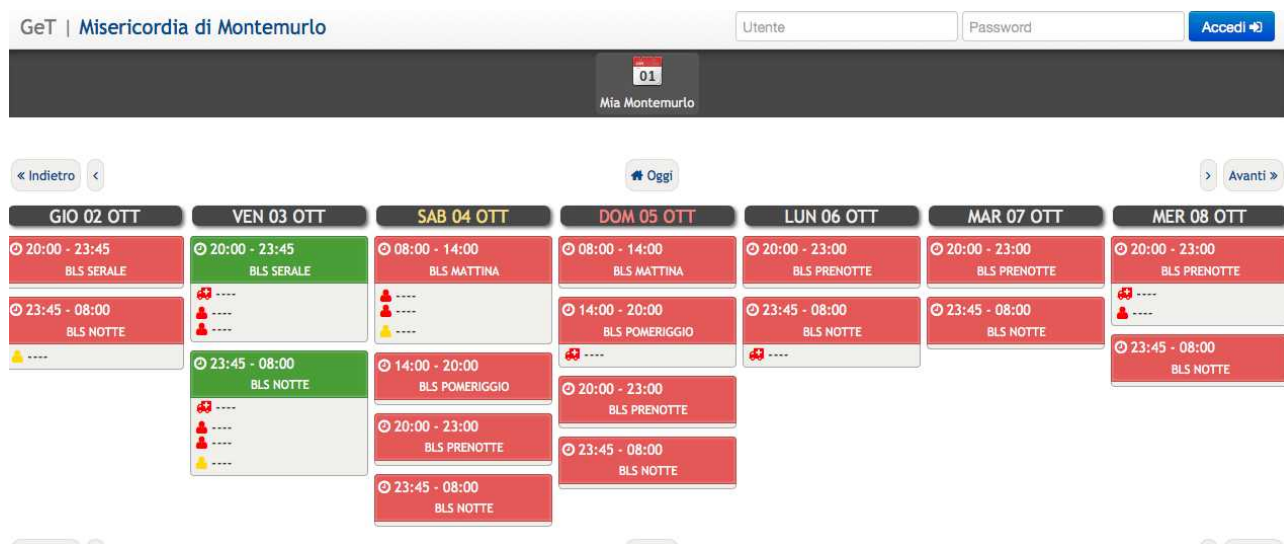 GeT | Misericordia di Montemurlo
Utente
Password
Accedi
01
Mia Montemurlo
« Indietro
‹
Oggi
›
Avanti »
GIO 02 OTT
20:00 - 23:45
BLS SERALE
23:45 - 08:00
BLS NOTTE
----
VEN 03 OTT
20:00 - 23:45
BLS SERALE
----
----
----
23:45 - 08:00
BLS NOTTE
----
----
----
----
SAB 04 OTT
08:00 - 14:00
BLS MATTINA
----
----
----
14:00 - 20:00
BLS POMERIGGIO
20:00 - 23:00
BLS PRENOTTE
23:45 - 08:00
BLS NOTTE
DOM 05 OTT
08:00 - 14:00
BLS MATTINA
14:00 - 20:00
BLS POMERIGGIO
----
20:00 - 23:00
BLS PRENOTTE
23:45 - 08:00
BLS NOTTE
LUN 06 OTT
20:00 - 23:00
BLS PRENOTTE
23:45 - 08:00
BLS NOTTE
----
MAR 07 OTT
20:00 - 23:00
BLS PRENOTTE
23:45 - 08:00
BLS NOTTE
MER 08 OTT
20:00 - 23:00
BLS PRENOTTE
----
----
23:45 - 08:00
BLS NOTTE